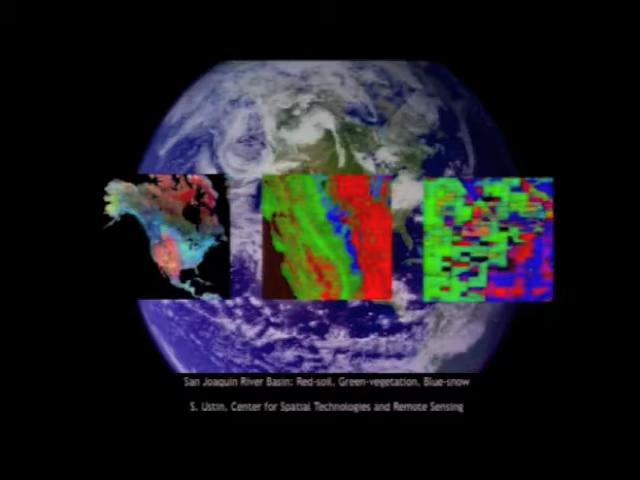 San Joaquin River Basin: Red-soil, Green-vegetation, Blue-snow
S. Ustin, Center for Spatial Technologies and Remote Sensing